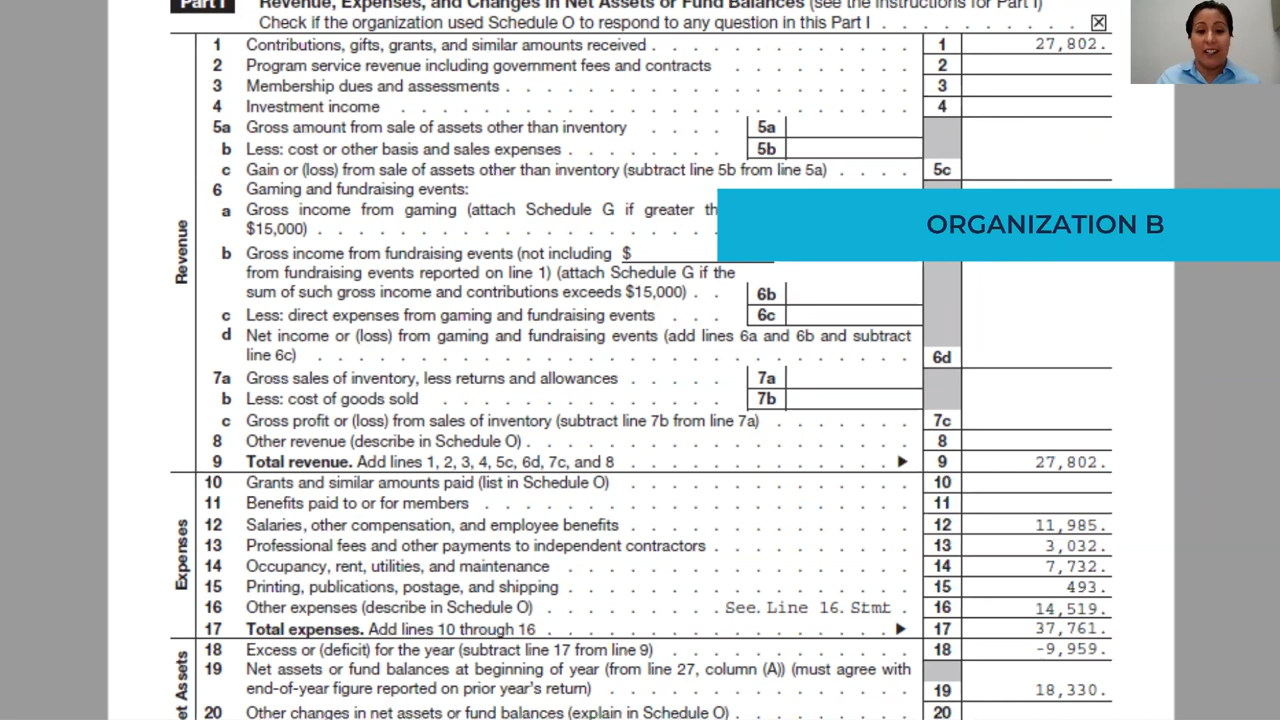 Part I Revenue, Expenses, and Changes in Net Assets or Fund Balances (see the instructions for Part I)
Check if the organization used Schedule O to respond to any question in this Part I . . . . . . . . . . ☒
Revenue
1 Contributions, gifts, grants, and similar amounts received . . . . . . . . . . . . . 1 27,802.
2 Program service revenue including government fees and contracts . . . . . . . . . 2
3 Membership dues and assessments . . . . . . . . . . . . . . . . . . . . 3
4 Investment income . . . . . . . . . . . . . . . . . . . . . . . . . 4
5a Gross amount from sale of assets other than inventory . . . . 5a
b Less: cost or other basis and sales expenses . . . . . . . . 5b
c Gain or (loss) from sale of assets other than inventory (subtract line 5b from line 5a) . . . . 5c
6 Gaming and fundraising events:
a Gross income from gaming (attach Schedule G if greater
$15,000) . . . . . . . . . . . . . . . . . . . .
ORGANIZATION B
b Gross income from fundraising events (not including $
from fundraising events reported on line 1) (attach Schedule G if the
sum of such gross income and contributions exceeds $15,000) . . 6b
c Less: direct expenses from gaming and fundraising events . . . 6c
d Net income or (loss) from gaming and fundraising events (add lines 6a and 6b and subtract
line 6c) . . . . . . . . . . . . . . . . . . . . . . . . . . . . . 6d
7a Gross sales of inventory, less returns and allowances . . . . . 7a
b Less: cost of goods sold . . . . . . . . . . . . . . 7b
c Gross profit or (loss) from sales of inventory (subtract line 7b from line 7a) . . . . . . . 7c
8 Other revenue (describe in Schedule O) . . . . . . . . . . . . . . . . . . . 8
9 Total revenue. Add lines 1, 2, 3, 4, 5c, 6d, 7c, and 8 . . . . . . . . . . . . . ▶ 9 27,802.
Expenses
10 Grants and similar amounts paid (list in Schedule O) . . . . . . . . . . . . . . 10
11 Benefits paid to or for members . . . . . . . . . . . . . . . . . . . . . 11
12 Salaries, other compensation, and employee benefits . . . . . . . . . . . . . . 12 11,985.
13 Professional fees and other payments to independent contractors . . . . . . . . . . 13 3,032.
14 Occupancy, rent, utilities, and maintenance . . . . . . . . . . . . . . . . . 14 7,732.
15 Printing, publications, postage, and shipping . . . . . . . . . . . . . . . . . 15 493.
16 Other expenses (describe in Schedule O) . . . . . . . . . See Line 16 Stmt . 16 14,519.
17 Total expenses. Add lines 10 through 16 . . . . . . . . . . . . . . . . . ▶ 17 37,761.
et Assets
18 Excess or (deficit) for the year (subtract line 17 from line 9) . . . . . . . . . . . . 18 -9,959.
19 Net assets or fund balances at beginning of year (from line 27, column (A)) (must agree with
end-of-year figure reported on prior year's return) . . . . . . . . . . . . . . . 19 18,330.
20 Other changes in net assets or fund balances (explain in Schedule O) . . . . . . . . . 20